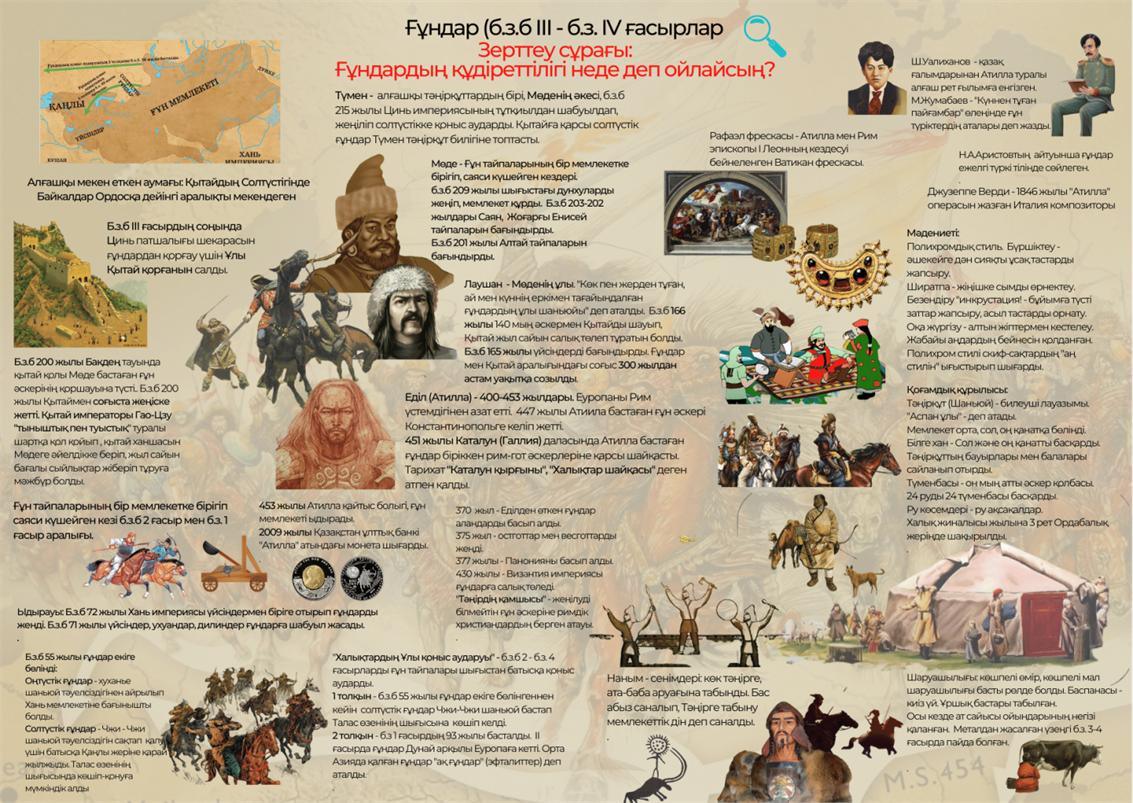 Ғұндар (б.з.б III - б.з. IV ғасырлар
Зерттеу сұрағы:
Ғұндардың құдіреттілігі неде деп ойлайсың?
ҚАҢЛЫ
ҮЙСІНДЕР
ҒҰН МЕМЛЕКЕТІ
ДУНХУ
КУШАН
ХАНЬ
ИМПЕРИЯСЫ
Алғашқы мекен еткен аумағы: Қытайдың Солтүстігінде
Байкалдар Ордосқа дейінгі аралықты мекендеген
Түмен - алғашқы тәңірқұттардың бірі, Мөденің әкесі, б.з.б
215 жылы Цинь империясының тұтқиылдан шабуылдап,
жеңіліп солтүстікке қоныс аударды. Қытайға қарсы солтүстік
ғұндар Түмен тәңірқұт билігіне топтасты.
Мөде - Ғұн тайпаларының бір мемлекетке
бірігіп, саяси күшейген кездері.
б.з.б 209 жылы шығыстағы дунхуларды
жеңіп, мемлекет құрды. Б.з.б 203-202
жылдары Саян, Жоғарғы Енисей
тайпаларын бағындырды.
Б.з.б 201 жылы Алтай тайпаларын
бағындырды.
Б.з.б III ғасырдың соңында
Цинь патшалығы шекарасын
ғұндардан қорғау үшін Ұлы
Қытай қорғанын салды.
Лаушан - Мөденің ұлы. "Көк пен жерден туған,
ай мен күннің еркімен тағайындалған
ғұндардың ұлы шаньюйы" деп аталды. Б.з.б 166
жылы 140 мың әскермен Қытайды шауып,
Қытай жыл сайын салық төлеп тұратын болды.
Б.з.б 165 жылы үйсіндерді бағындырды. Ғұндар
мен Қытай аралығындағы соғыс 300 жылдан
астам уақытқа созылды.
Б.з.б 200 жылы Бақдең тауында
қытай қолы Мөде бастаған ғұн
әскерінің қоршауына түсті. Б.з.б 200
жылы Қытаймен соғыста жеңіске
жетті. Қытай императоры Гао-Цзу
"тыныштық пен туыстық" туралы
шартқа қол қойып , қытай ханшасын
Мөдеге әйелдікке беріп, жыл сайын
бағалы сыйлықтар жіберіп тұруға
мәжбүр болды.
Еділ (Атилла) - 400-453 жылдары. Еуропаны Рим
үстемдігінен азат етті. 447 жылы Атиила бастаған ғұн әскері
Константинопольге келіп жетті.
451 жылы Каталун (Галлия) даласында Атилла бастаған
ғұндар біріккен рим-гот әскерлеріне қарсы шайқасты.
Тарихат "Каталун қырғыны", "Халықтар шайқасы" деген
атпен қалды.
Ғұн тайпаларының бір мемлекетке бірігіп
саяси күшейген кезі б.з.б 2 ғасыр мен б.з. 1
ғасыр аралығы.
453 жылы Атилла қайтыс болып, ғұн
мемлекеті ыдырады.
2009 жылы Қазақстан ұлттық банкі
"Атилла" атындағы монета шығарды.
370 жыл - Еділден өткен ғұндар
аландарды басып алды.
375 жыл - остготтар мен весготтарды
жеңді.
377 жылы - Панонияны басып алды.
430 жылы - Византия империясы
ғұндарға салық төледі.
"Тәңірдің қамшысы" - жеңілуді
білмейтін ғұн әскеріне римдік
христиандардың берген атауы.
.
Ыдырауы: Б.з.б 72 жылы Хань империясы үйсіндермен біріге отырып ғұндарды
жеңді. Б.з.б 71 жылы үйсіндер, ухуандар, дилиндер ғұндарға шабуыл жасады.
.
Б.з.б 55 жылы ғұндар екіге
бөлінді:
Оңтүстік ғұндар - хуханье
шаньюй тәуелсіздігінен айрылып
Хань мемлекетіне бағынышты
болды.
Солтүстік ғұндар - Чжи - Чжи
шаньюй тәуелсіздігін сақтап қалу
үшін батысқа Қаңлы жеріне қарай
жылжыды. Талас өзенінің
шығысында көшіп-қонуға
мүмкіндік алды
"Халықтардың Ұлы қоныс аударуы" - б.з.б 2 - б.з. 4
ғасырларды ғұн тайпалары шығыстан батысқа қоныс
аударды.
1 толқын - б.з.б 55 жылы ғұндар екіге бөлінгеннен
кейін солтүстік ғұндар Чжи-Чжи шаньюй бастап
Талас өзенінің шығысына көшіп келді.
2 толқын - б.з 1 ғасырдың 93 жылы басталды. II
ғасырда ғұндар Дунай арқылы Еуропаға кетті. Орта
Азияда қалған ғұндар "ақ ғұндар" (эфталиттер) деп
аталды.
Рафаэл фрескасы - Атилла мен Рим
эпископы I Леонның кездесуі
бейнеленген Ватикан фрескасы.
Ш.Уалиханов - қазақ
ғалымдарынан Атилла туралы
алғаш рет ғылымға енгізген.
М.Жұмабаев - "Күннен туған
пайғамбар" өлеңінде ғұн
түріктердің аталары деп жазды.
Н.А.Аристовтың айтуынша ғұндар
ежелгі түркі тілінде сөйлеген.
.
Джузеппе Верди - 1846 жылы "Атилла"
операсын жазған Италия композиторы
Мәдениеті:
Полихромдық стиль. Бүршіктеу -
әшекейге дән сияқты ұсақ тастарды
жапсыру.
Ширатпа - жіңішке сымды өрнектеу.
Безендіру "инкрустация! - бұйымға түсті
заттар жапсыру, асыл тастарды орнату.
Оқа жүргізу - алтын жіптермен кестелеу.
Жабайы аңдардың бейнесін қолданған.
Полихром стилі скиф-сақтардың "аң
стилін" ығыстырып шығарды.
Қоғамдық құрылысы:
Тәңірқұт (Шаньюй) - билеуші лауазымы.
"Аспан ұлы" - деп атады.
Мемлекет орта, сол, оң қанатқа бөлінді.
Білге хан - Сол және оң қанатты басқарды.
Тәңірқұттың бауырлары мен балалары
сайланып отырды.
Түменбасы - он мың атты әскер қолбасы.
24 руды 24 түменбасы басқарды.
Ру көсемдері - ру ақсақалдар.
Халық жиналысы жылына 3 рет Ордабалық
жерінде шақырылды.
.
Наным - сенімдері: көк тәңірге,
ата-баба аруағына табынды. Бас
абыз саналып, Тәңірге табыну
мемлекеттік дін деп саналды.
.
Шаруашылығы: көшпелі өмір, көшпелі мал
шаруашылығы басты рөлде болды. Баспанасы -
киіз үй. Ұршық бастары табылған.
Осы кезде ат сайысы ойындарының негізі
қаланған. Металдан жасалған үзеңгі б.з. 3-4
ғасырда пайда болған.
M.S.454